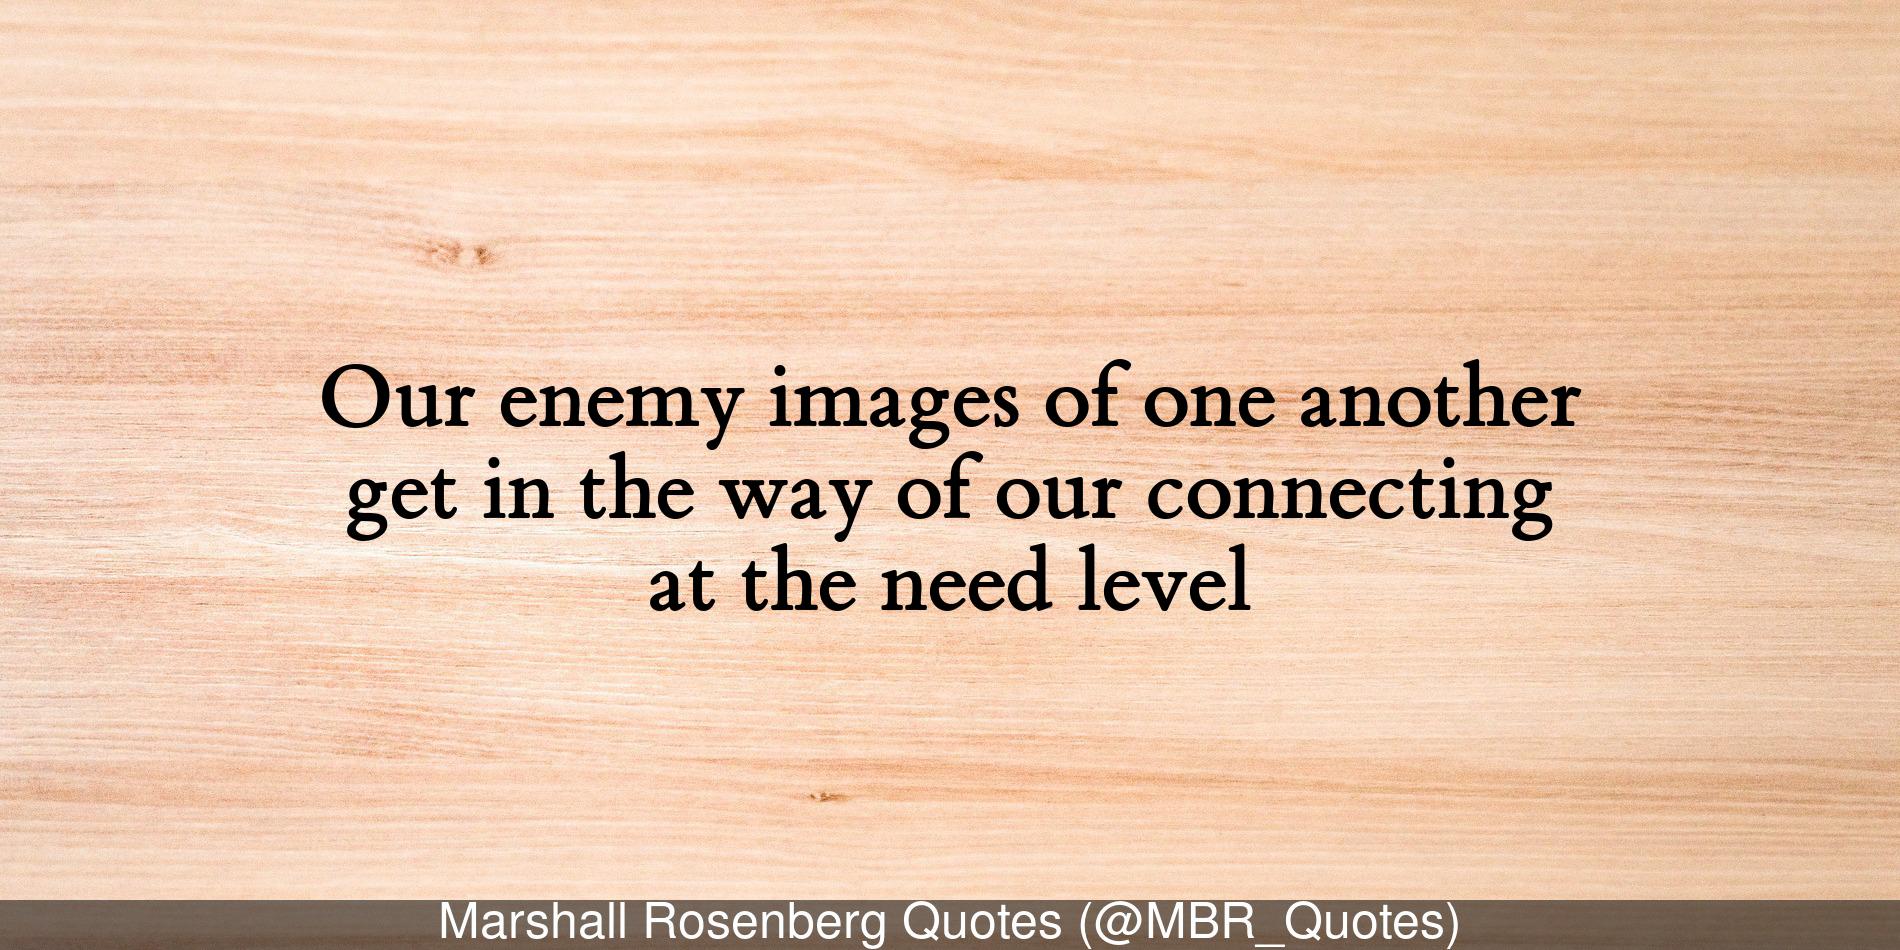 Our enemy images of one another
get in the way of our connecting
at the need level
Marshall Rosenberg Quotes (@MBR_Quotes)